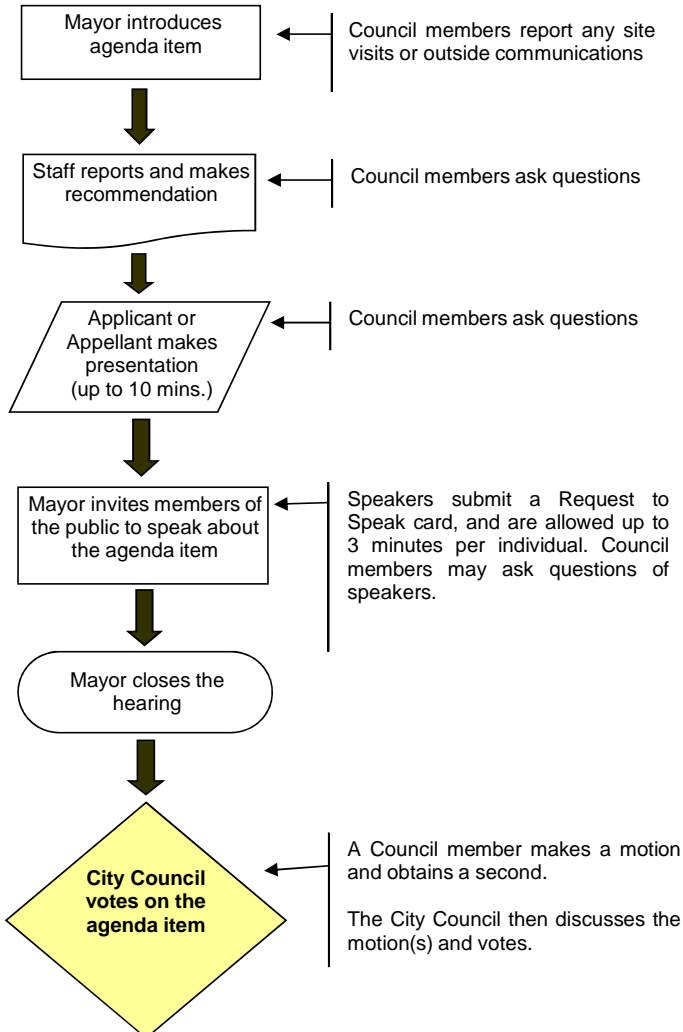 Mayor introduces
agenda item
Council members report any site
visits or outside communications
Staff reports and makes
recommendation
Council members ask questions
Applicant or
Appellant makes
presentation
(up to 10 mins.)
Council members ask questions
Mayor invites members of
the public to speak about
the agenda item
Speakers submit a Request to
Speak card, and are allowed up to
3 minutes per individual. Council
members may ask questions of
speakers.
Mayor closes the
hearing
City Council
votes on the
agenda item
A Council member makes a motion
and obtains a second.
The City Council then discusses the
motion(s) and votes.